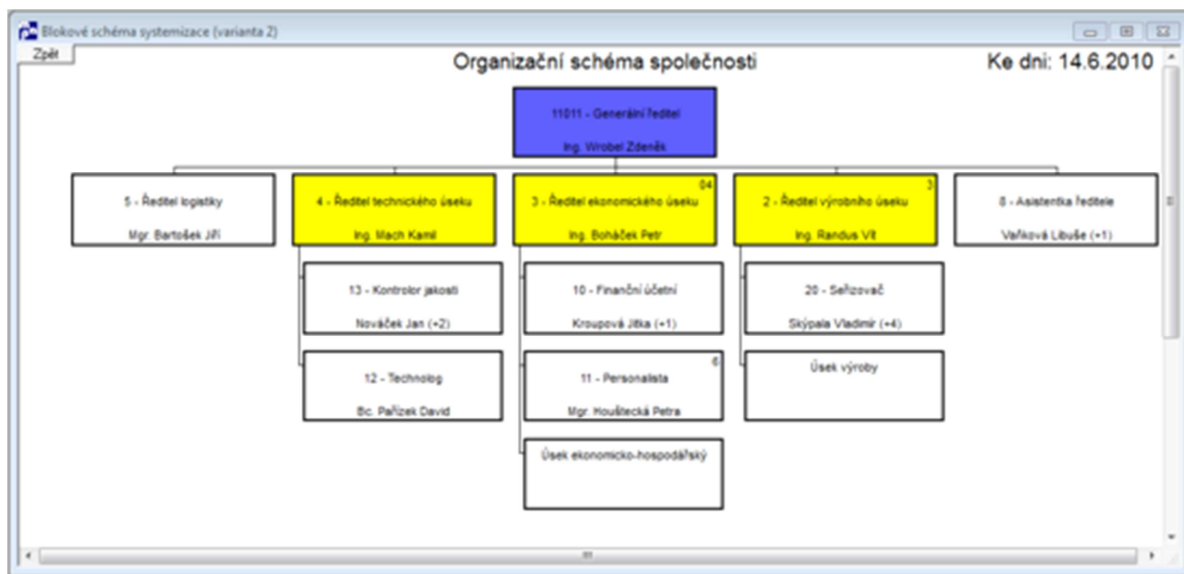 Blokové schéma systemizace (varianta 2)
Zpět
Organizační schéma společnosti
Ke dni: 14.6.2010
11011 - Generální ředitel
Ing. Wrobel Zdeněk
5 - Ředitel logistiky
Mgr. Bartošek Jiří
4 - Ředitel technického úseku
Ing. Mach Kamil
04
3 - Ředitel ekonomického úseku
Ing. Boháček Petr
3
2 - Ředitel výrobního úseku
Ing. Randus Vít
8 - Asistentka ředitele
Vaňková Libuše (+1)
13 - Kontrolor jakosti
Nováček Jan (+2)
10 - Finanční účetní
Kroupová Jitka (+1)
20 - Seřizovač
Skýpala Vladimír (+4)
12 - Technolog
Bc. Pařízek David
6
11 - Personalista
Mgr. Houštecká Petra
Úsek výroby
Úsek ekonomicko-hospodářský